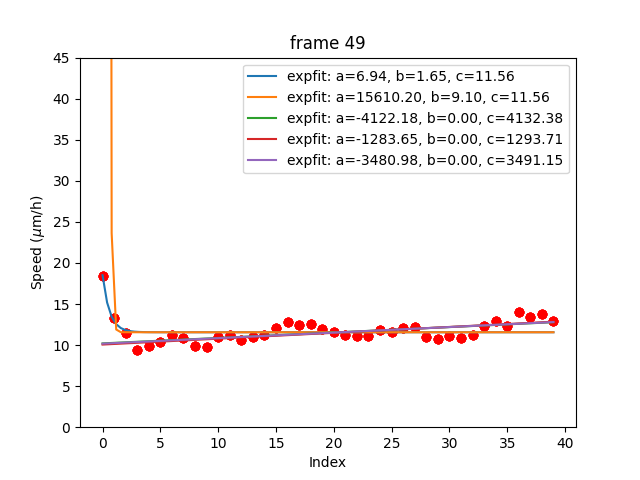 frame 49
45
40
35
30
25
20
15
10
5
0
Speed (μm/h)
expfit: a=6.94, b=1.65, c=11.56
expfit: a=15610.20, b=9.10, c=11.56
expfit: a=-4122.18, b=0.00, c=4132.38
expfit: a=-1283.65, b=0.00, c=1293.71
expfit: a=-3480.98, b=0.00, c=3491.15
0 5 10 15 20 25 30 35 40
Index